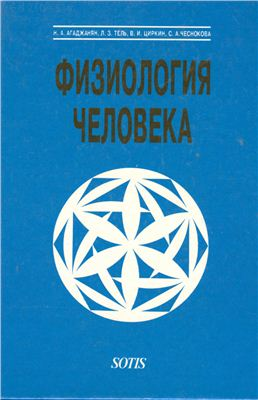 Н. А. АГАДЖАНЯН, Л. З. ТЕЛЬ, В. И. ЦИРКИН, С. А. ЧЕСНОКОВА
ФИЗИОЛОГИЯ
ЧЕЛОВЕКА
SOTIS